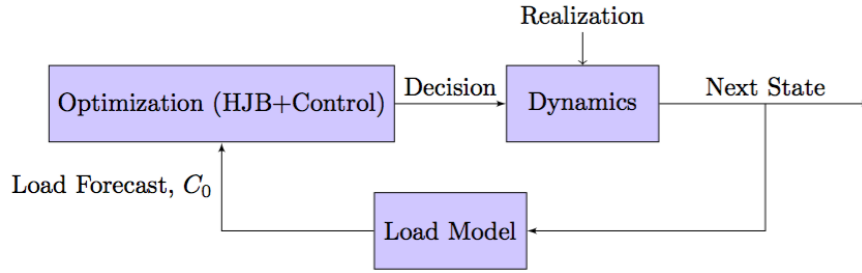 Realization
Optimization (HJB+Control)
Decision
Dynamics
Next State
Load Forecast, C₀
Load Model